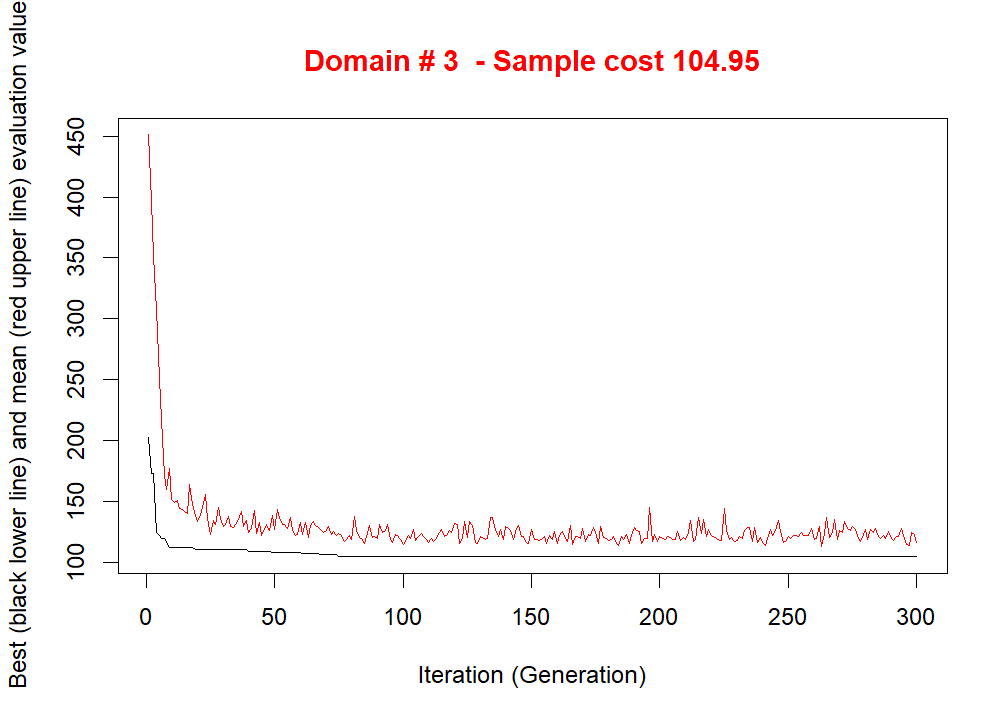 Domain # 3  - Sample cost 104.95
Best (black lower line) and mean (red upper line) evaluation value
450
400
350
300
250
200
150
100
0 50 100 150 200 250 300
Iteration (Generation)